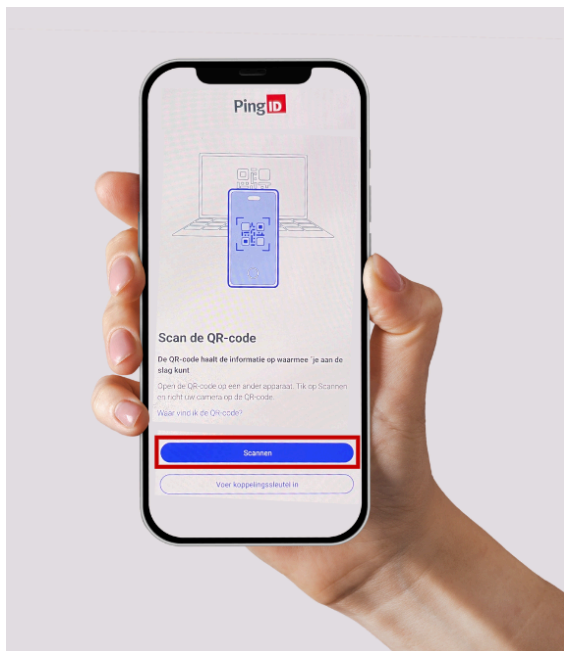 Ping ID
Scan de QR-code
De QR-code haalt de informatie op waarmee `je aan de
slag kunt
Open de QR-code op een ander apparaat. Tik op Scannen
en richt uw camera op de QR-code.
Waar vind ik de QR-code?
Scannen
Voer koppelingssleutel in